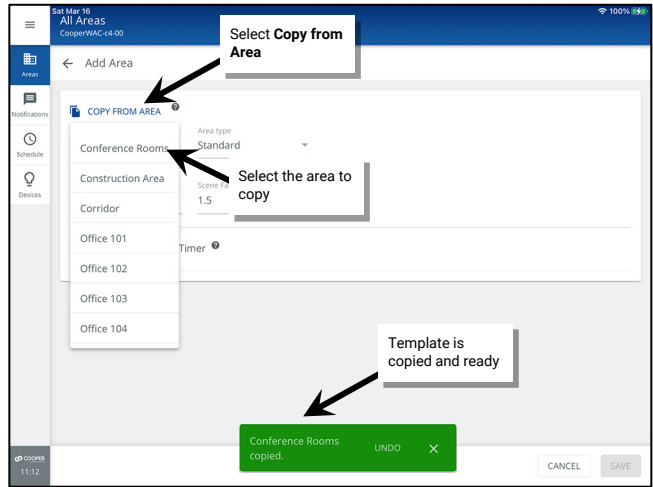 Sat Mar 16
100%
All Areas
CooperWAC-c4-00
Select Copy from
Area
Areas
Add Area
Notifications
COPY FROM AREA ?
Area type
Standard
Conference Rooms
Schedule
Construction Area
Select the area to
copy
Scene Fa
1.5
Devices
Corridor
Office 101
Timer ?
Office 102
Office 103
Office 104
Template is
copied and ready
Conference Rooms
copied.
UNDO
COOPER
11:12
CANCEL
SAVE